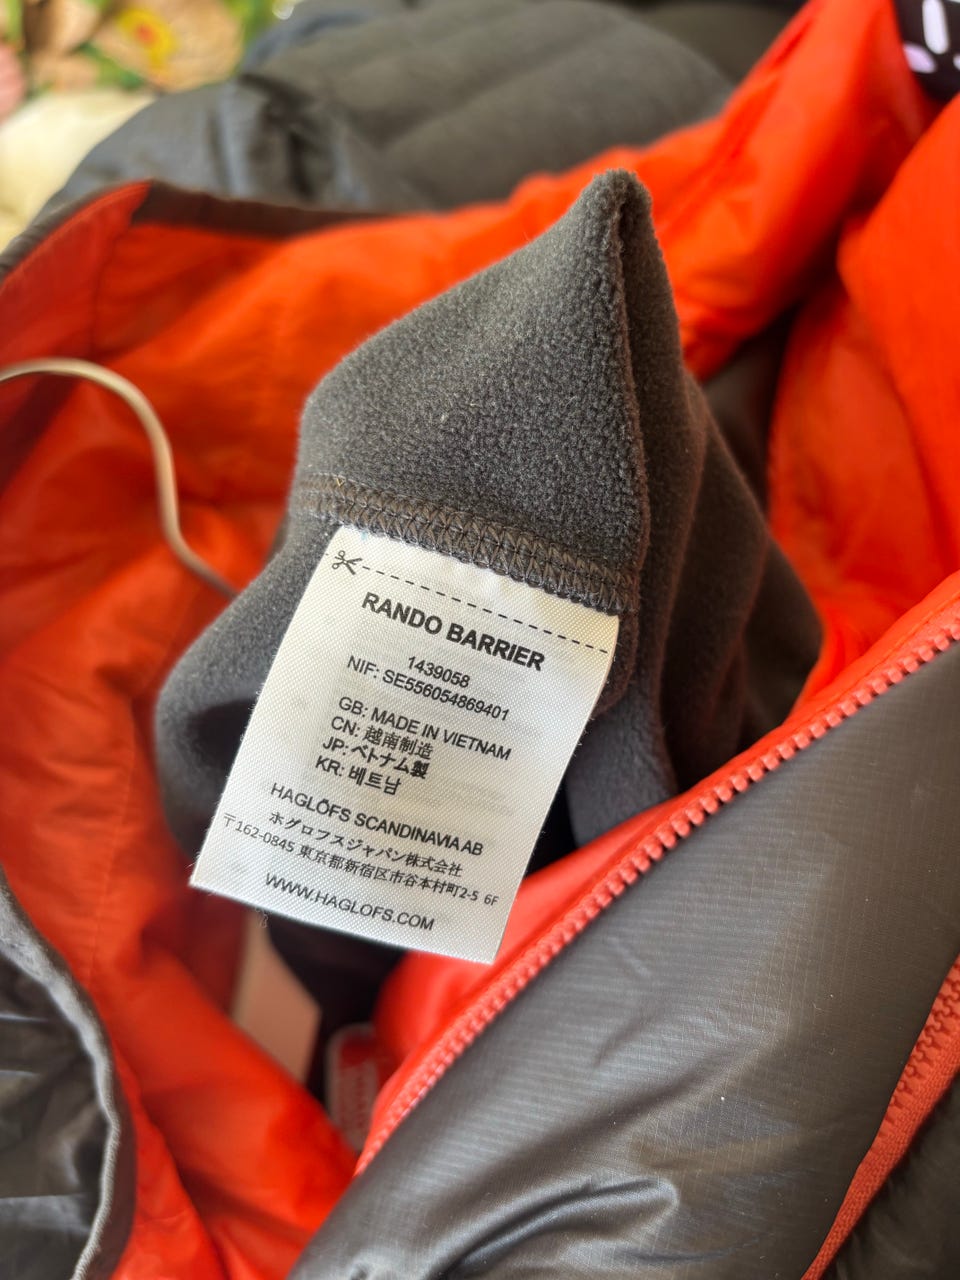 RANDO BARRIER
1439058
NIF: SE556054869401
GB: MADE IN VIETNAM
CN: 越南制造
JP: ベトナム製
KR: 베트남
HAGLÖFS SCANDINAVIA AB
ホグロフスジャパン株式会社
〒162-0845 東京都新宿区市谷本村町2-5 6F
WWW.HAGLOFS.COM